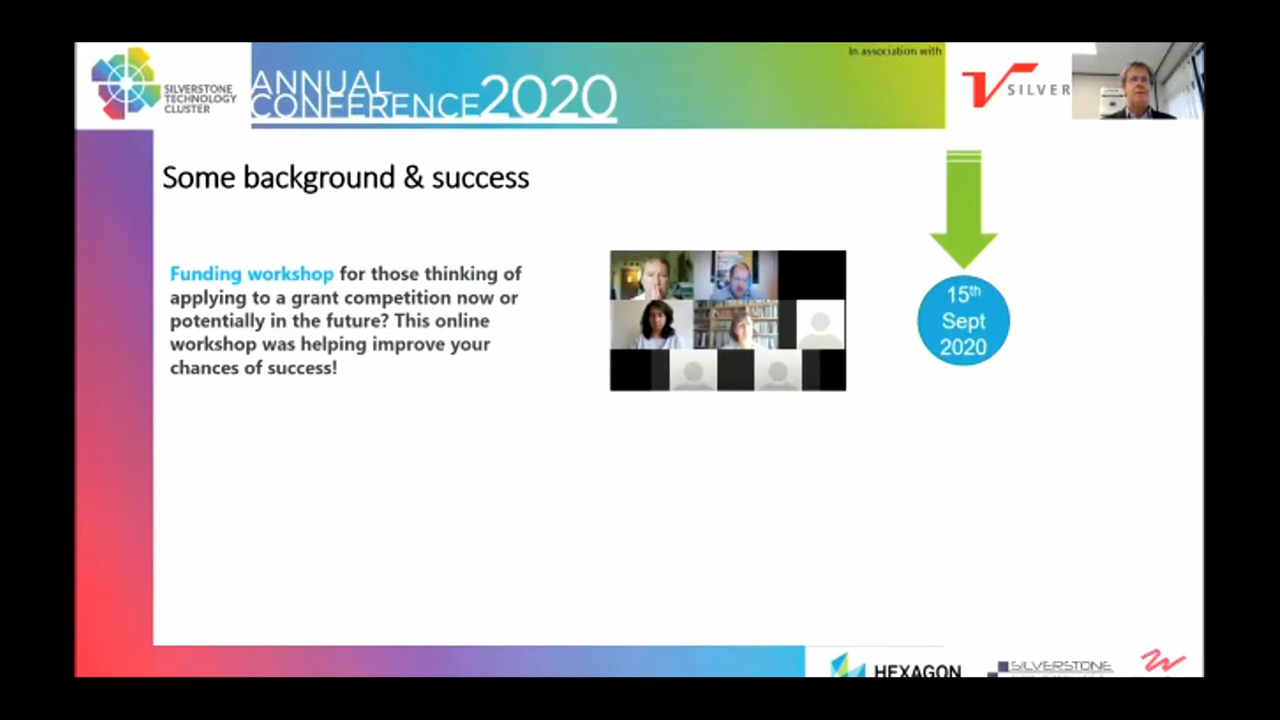 In association with
SILVERSTONE
TECHNOLOGY
CLUSTER
ANNUAL
CONFERENCE 2020
SILVER
Some background & success
Funding workshop for those thinking of
applying to a grant competition now or
potentially in the future? This online
workshop was helping improve your
chances of success!
15th
Sept
2020
HEXAGON
SILVERSTONE